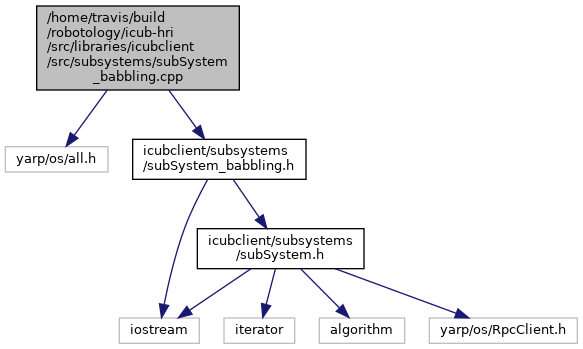 /home/travis/build
/robotology/icub-hri
/src/libraries/icubclient
/src/subsystems/subSystem
_babbling.cpp
yarp/os/all.h
icubclient/subsystems
/subSystem_babbling.h
icubclient/subsystems
/subSystem.h
iostream
iterator
algorithm
yarp/os/RpcClient.h